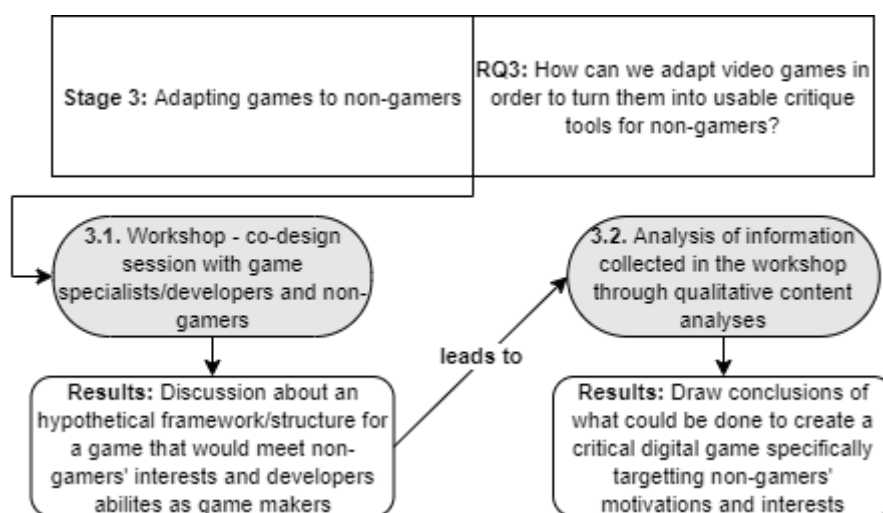 Stage 3: Adapting games to non-gamers
RQ3: How can we adapt video games in
order to turn them into usable critique
tools for non-gamers?
3.1. Workshop - co-design
session with game
specialists/developers and non-
gamers
3.2. Analysis of information
collected in the workshop
through qualitative content
analyses
leads to
Results: Discussion about an
hypothetical framework/structure for
a game that would meet non-
gamers' interests and developers
abilites as game makers
Results: Draw conclusions of
what could be done to create a
critical digital game specifically
targetting non-gamers'
motivations and interests